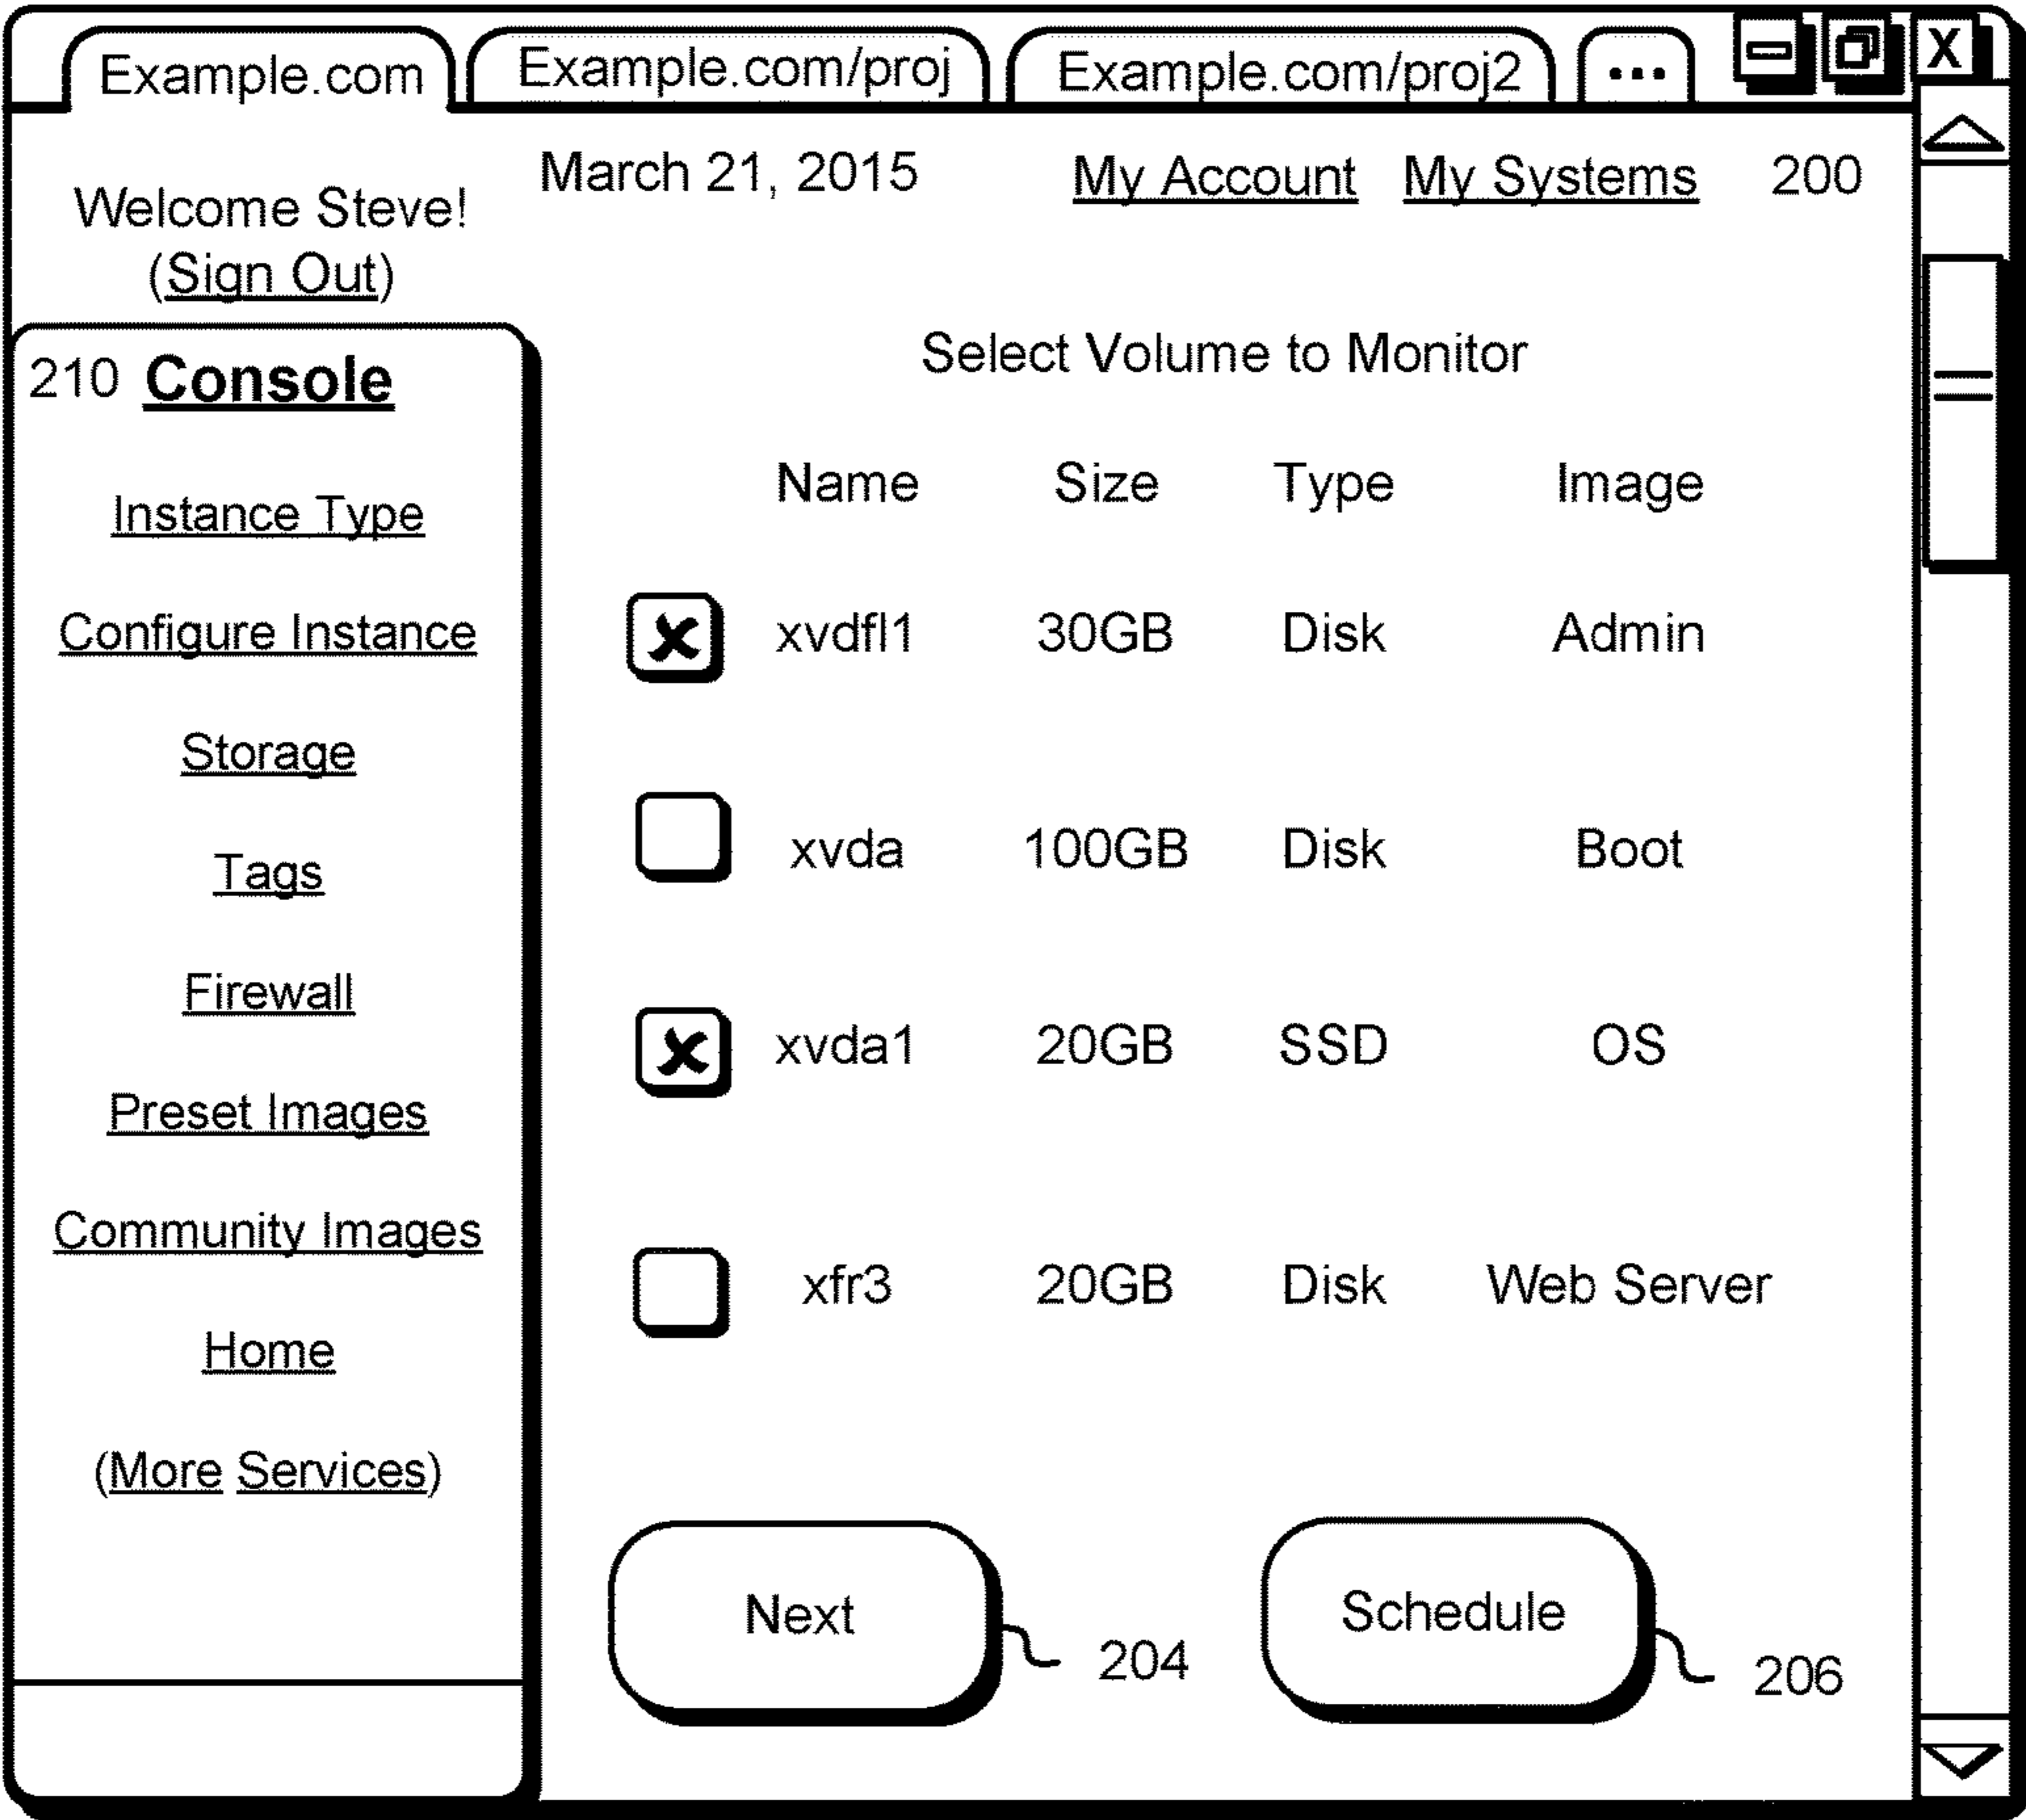 Example.com Example.com/proj Example.com/proj2 ... X
March 21, 2015 My Account My Systems 200
Welcome Steve!
(Sign Out)
210 Console
Instance Type
Configure Instance
Storage
Tags
Firewall
Preset Images
Community Images
Home
(More Services)
Select Volume to Monitor
Name Size Type Image
xvdfl1 30GB Disk Admin
xvda 100GB Disk Boot
xvda1 20GB SSD OS
xfr3 20GB Disk Web Server
Next 204 Schedule 206